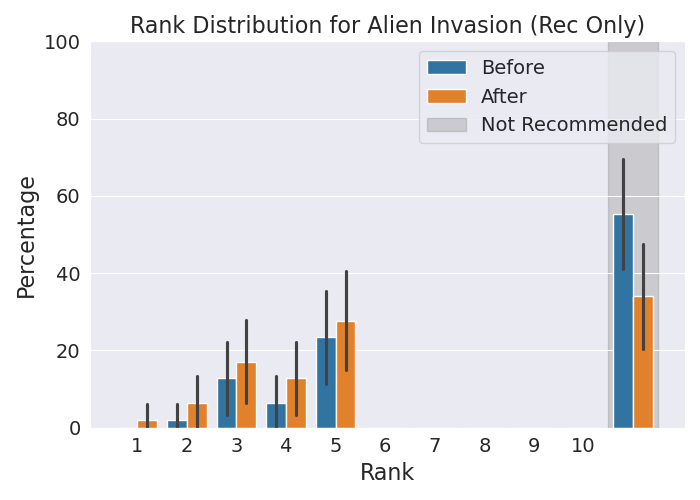 Rank Distribution for Alien Invasion (Rec Only)
100
80
60
40
20
0
Percentage
Before
After
Not Recommended
1 2 3 4 5 6 7 8 9 10
Rank